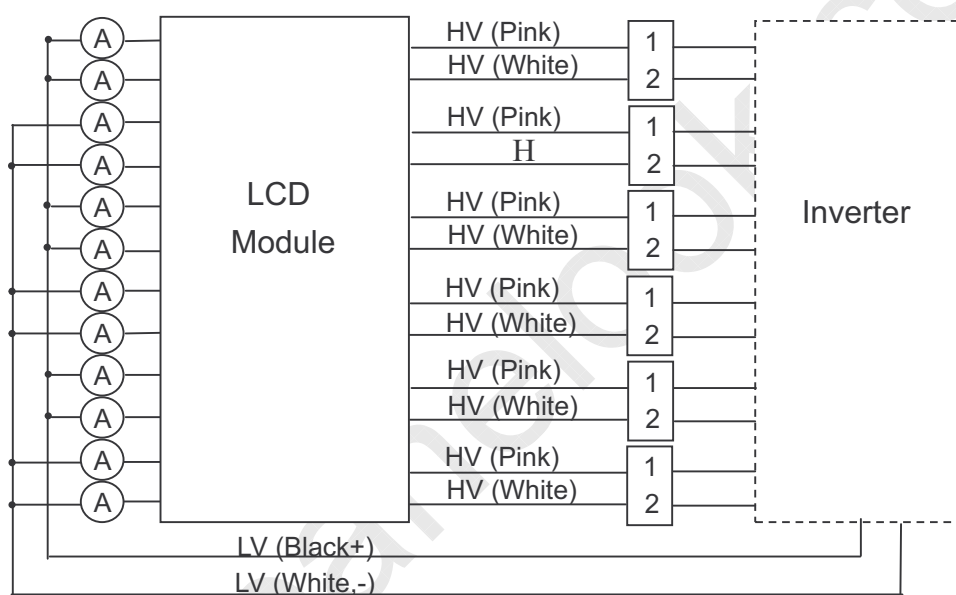 A
A
A
A
A
A
A
A
A
A
A
A
LCD
Module
HV (Pink)
HV (White)
HV (Pink)
H
HV (Pink)
HV (White)
HV (Pink)
HV (White)
HV (Pink)
HV (White)
HV (Pink)
HV (White)
1
2
1
2
1
2
1
2
1
2
1
2
Inverter
LV (Black+)
LV (White,-)